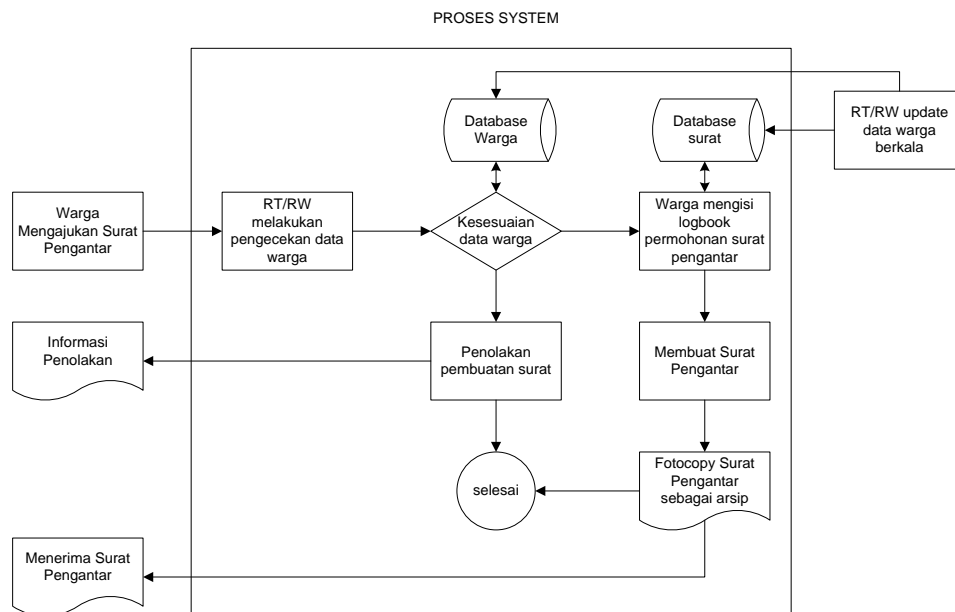 PROSES SYSTEM
Database
Warga
Database
surat
RT/RW update
data warga
berkala
Warga
Mengajukan Surat
Pengantar
RT/RW
melakukan
pengecekan data
warga
Kesesuaian
data warga
Warga mengisi
logbook
permohonan surat
pengantar
Informasi
Penolakan
Penolakan
pembuatan surat
Membuat Surat
Pengantar
selesai
Fotocopy Surat
Pengantar
sebagai arsip
Menerima Surat
Pengantar